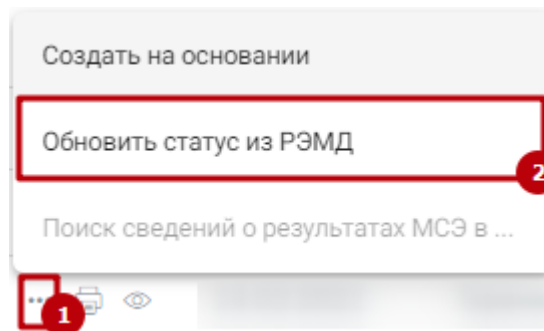 Создать на основании
Обновить статус из РЭМД
2
Поиск сведений о результатах МСЭ в ...
...
1